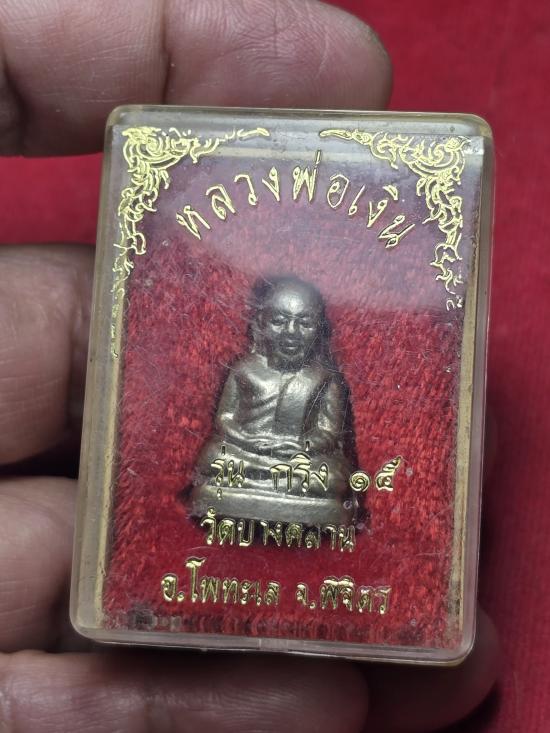 หลวงพ่อเงิน
รุ่น กริ่ง ๑๕
วัดบางคลาน
อ.โพทะเล จ.พิจิตร